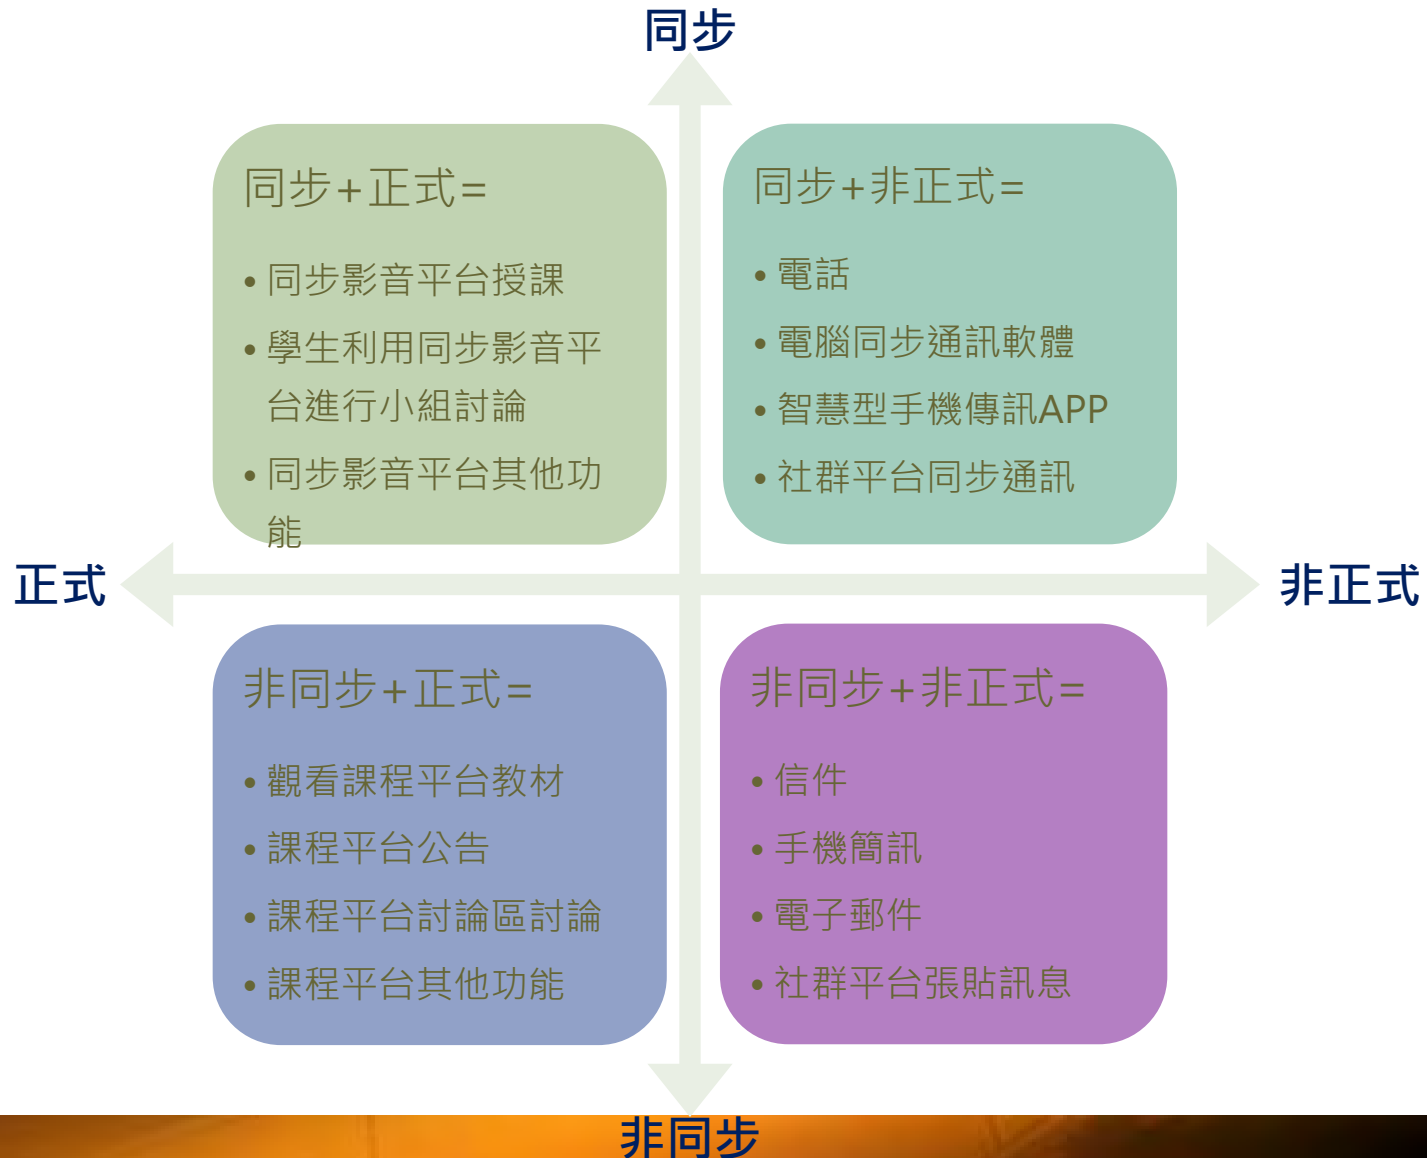 同步
同步+正式=
• 同步影音平台授課
• 學生利用同步影音平
台進行小組討論
• 同步影音平台其他功
能
同步+非正式=
• 電話
• 電腦同步通訊軟體
• 智慧型手機傳訊APP
• 社群平台同步通訊
正式
非正式
非同步+正式=
• 觀看課程平台教材
• 課程平台公告
• 課程平台討論區討論
• 課程平台其他功能
非同步+非正式=
• 信件
• 手機簡訊
• 電子郵件
• 社群平台張貼訊息
非同步